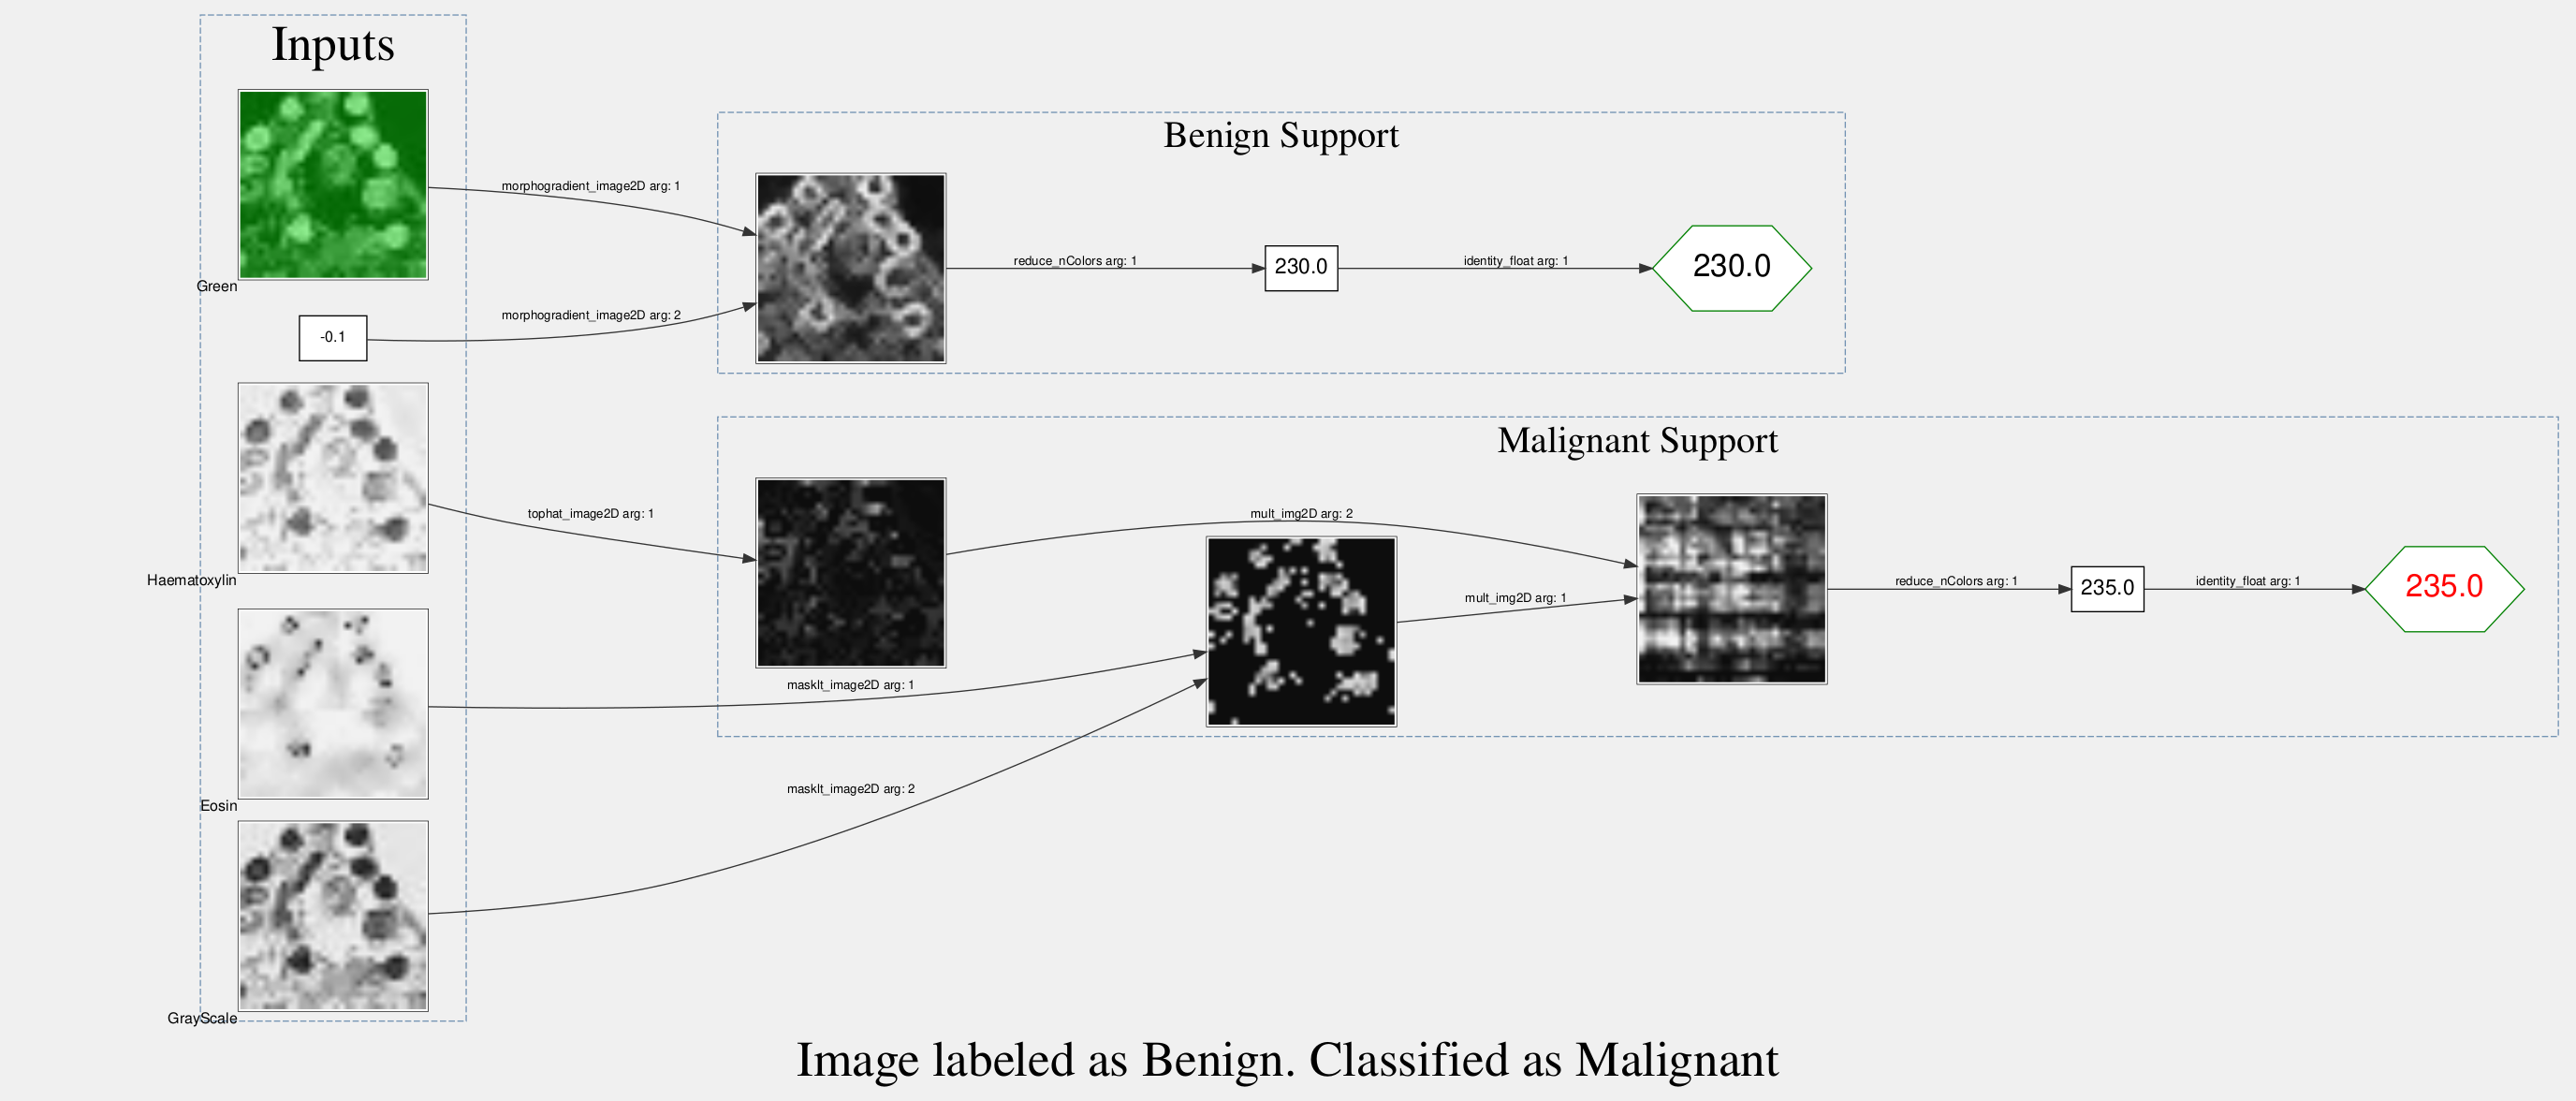 Inputs
Green
-0.1
Haematoxylin
Eosin
GrayScale
morphogradient_image2D arg: 1
morphogradient_image2D arg: 2
Benign Support
reduce_nColors arg: 1
230.0
identity_float arg: 1
230.0
Malignant Support
tophat_image2D arg: 1
mult_img2D arg: 2
masklt_image2D arg: 1
masklt_image2D arg: 2
mult_img2D arg: 1
reduce_nColors arg: 1
235.0
identity_float arg: 1
235.0
Image labeled as Benign. Classified as Malignant